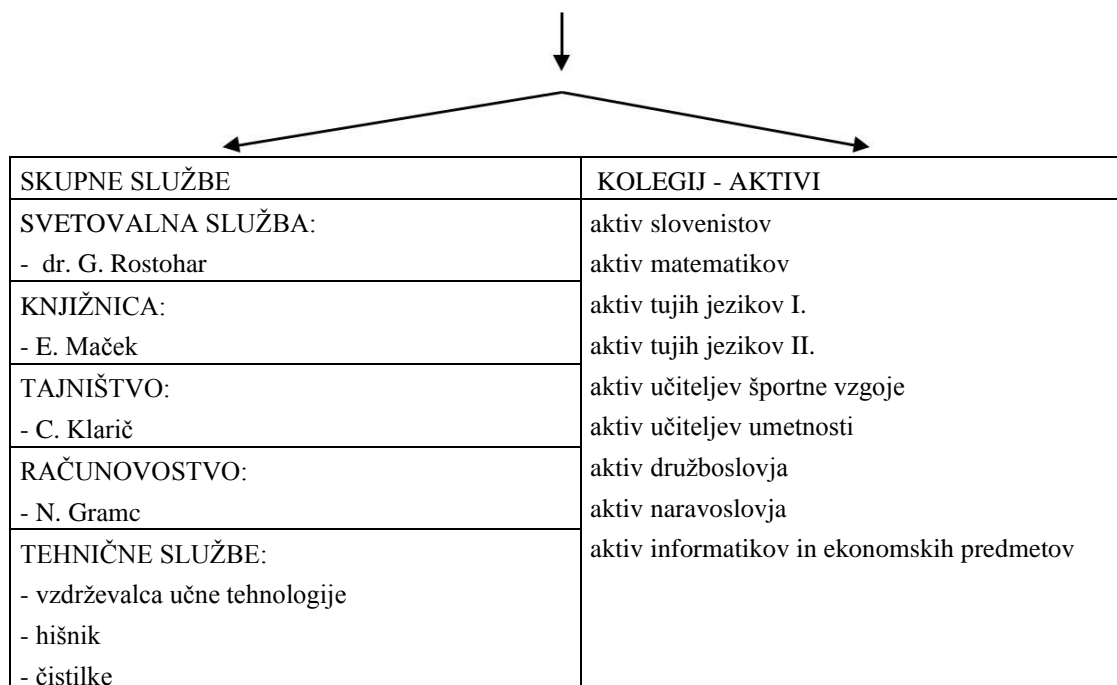 SKUPNE SLUŽBE
SVETOVALNA SLUŽBA:
- dr. G. Rostohar
KNJIŽNICA:
- E. Maček
TAJNIŠTVO:
- C. Klarič
RAČUNOVOSTVO:
- N. Gramc
TEHNIČNE SLUŽBE:
- vzdrževalca učne tehnologije
- hišnik
- čistilke
KOLEGIJ - AKTIVI
aktiv slovenistov
aktiv matematikov
aktiv tujih jezikov I.
aktiv tujih jezikov II.
aktiv učiteljev športne vzgoje
aktiv učiteljev umetnosti
aktiv družboslovja
aktiv naravoslovja
aktiv informatikov in ekonomskih predmetov